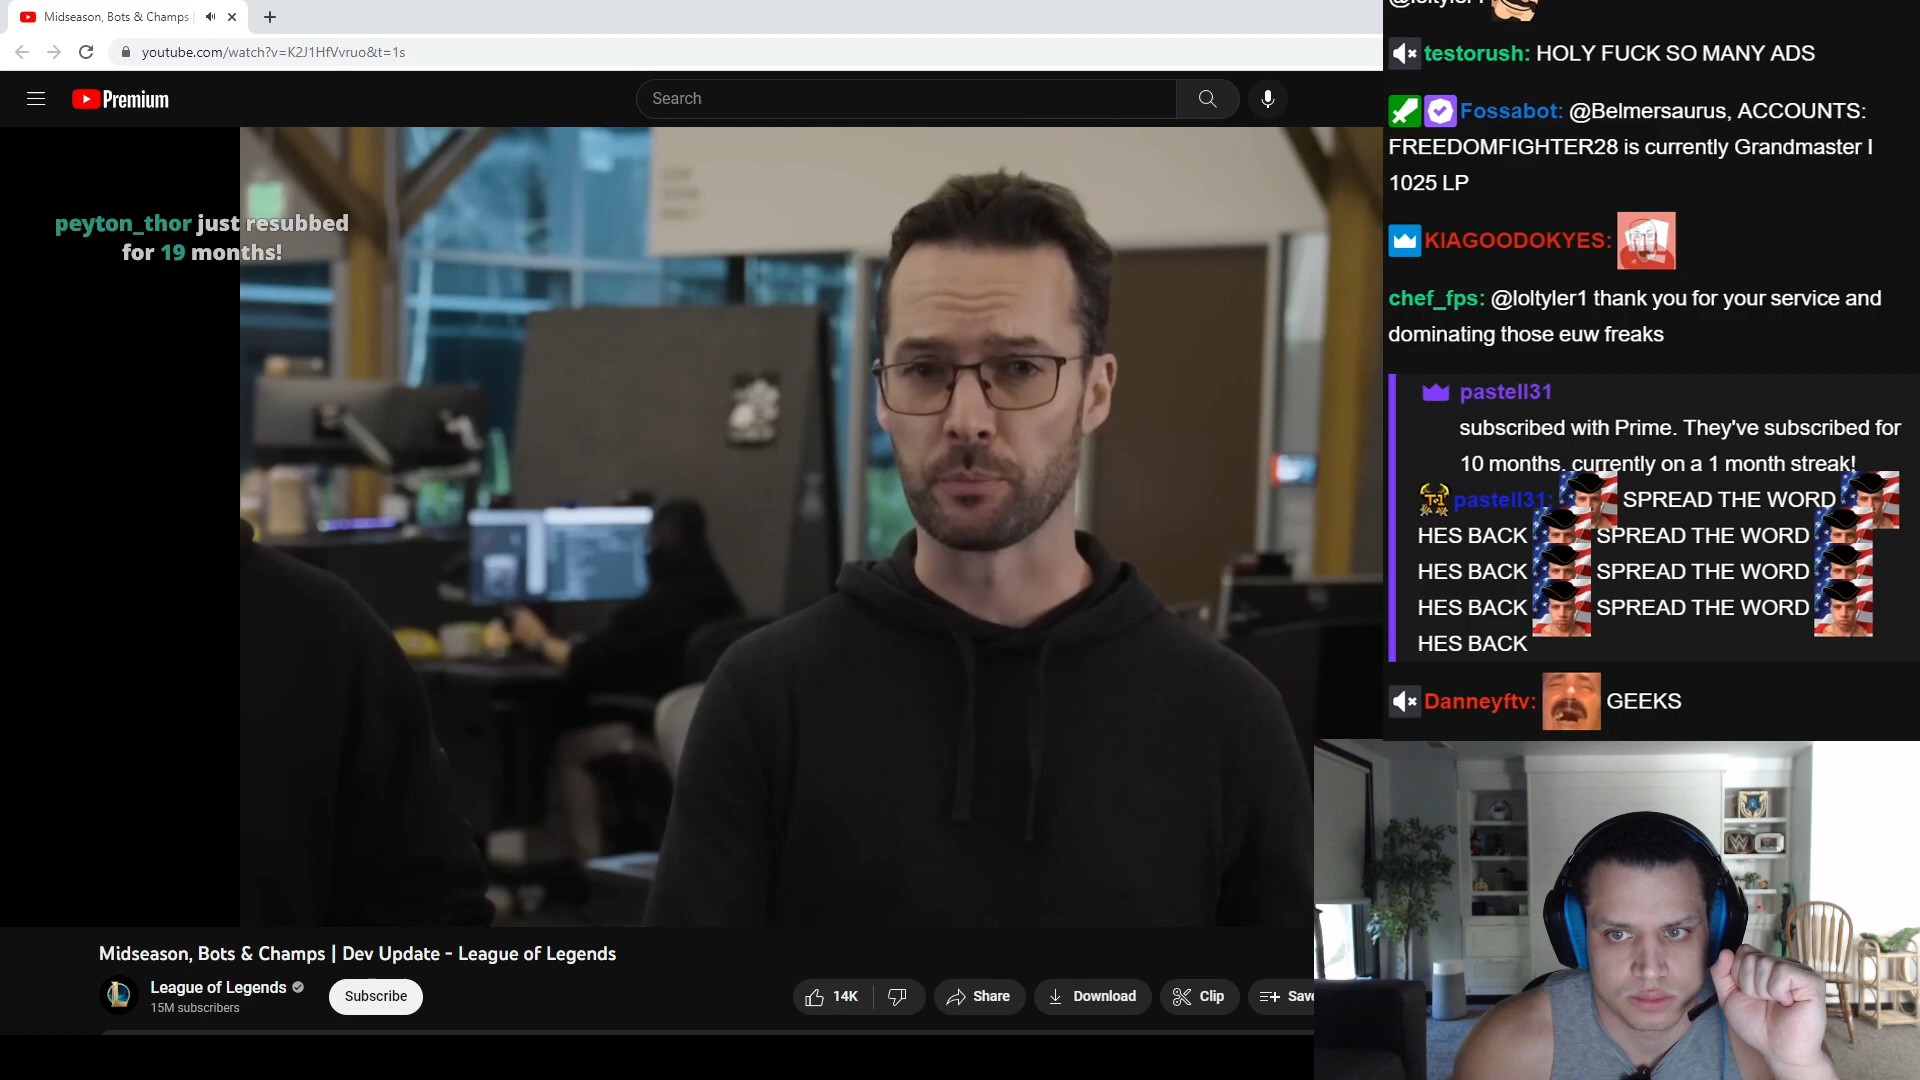 Midseason, Bots & Champs |
youtube.com/watch?v=K2J1HfVvruo&t=1s
Premium
Search
peyton_thor just resubbed
for 19 months!
Midseason, Bots & Champs | Dev Update - League of Legends
League of Legends
15M subscribers
Subscribe
14K
Share
Download
Clip
Save
testorush: HOLY FUCK SO MANY ADS
Fossabot: @Belmersaurus, ACCOUNTS:
FREEDOMFIGHTER28 is currently Grandmaster I
1025 LP
KIAGOODOKYES:
chef_fps: @loltyler1 thank you for your service and
dominating those euw freaks
pastell31
subscribed with Prime. They've subscribed for
10 months, currently on a 1 month streak!
pastell31: SPREAD THE WORD
HES BACK SPREAD THE WORD
HES BACK SPREAD THE WORD
HES BACK SPREAD THE WORD
HES BACK
Danneyftv: GEEKS